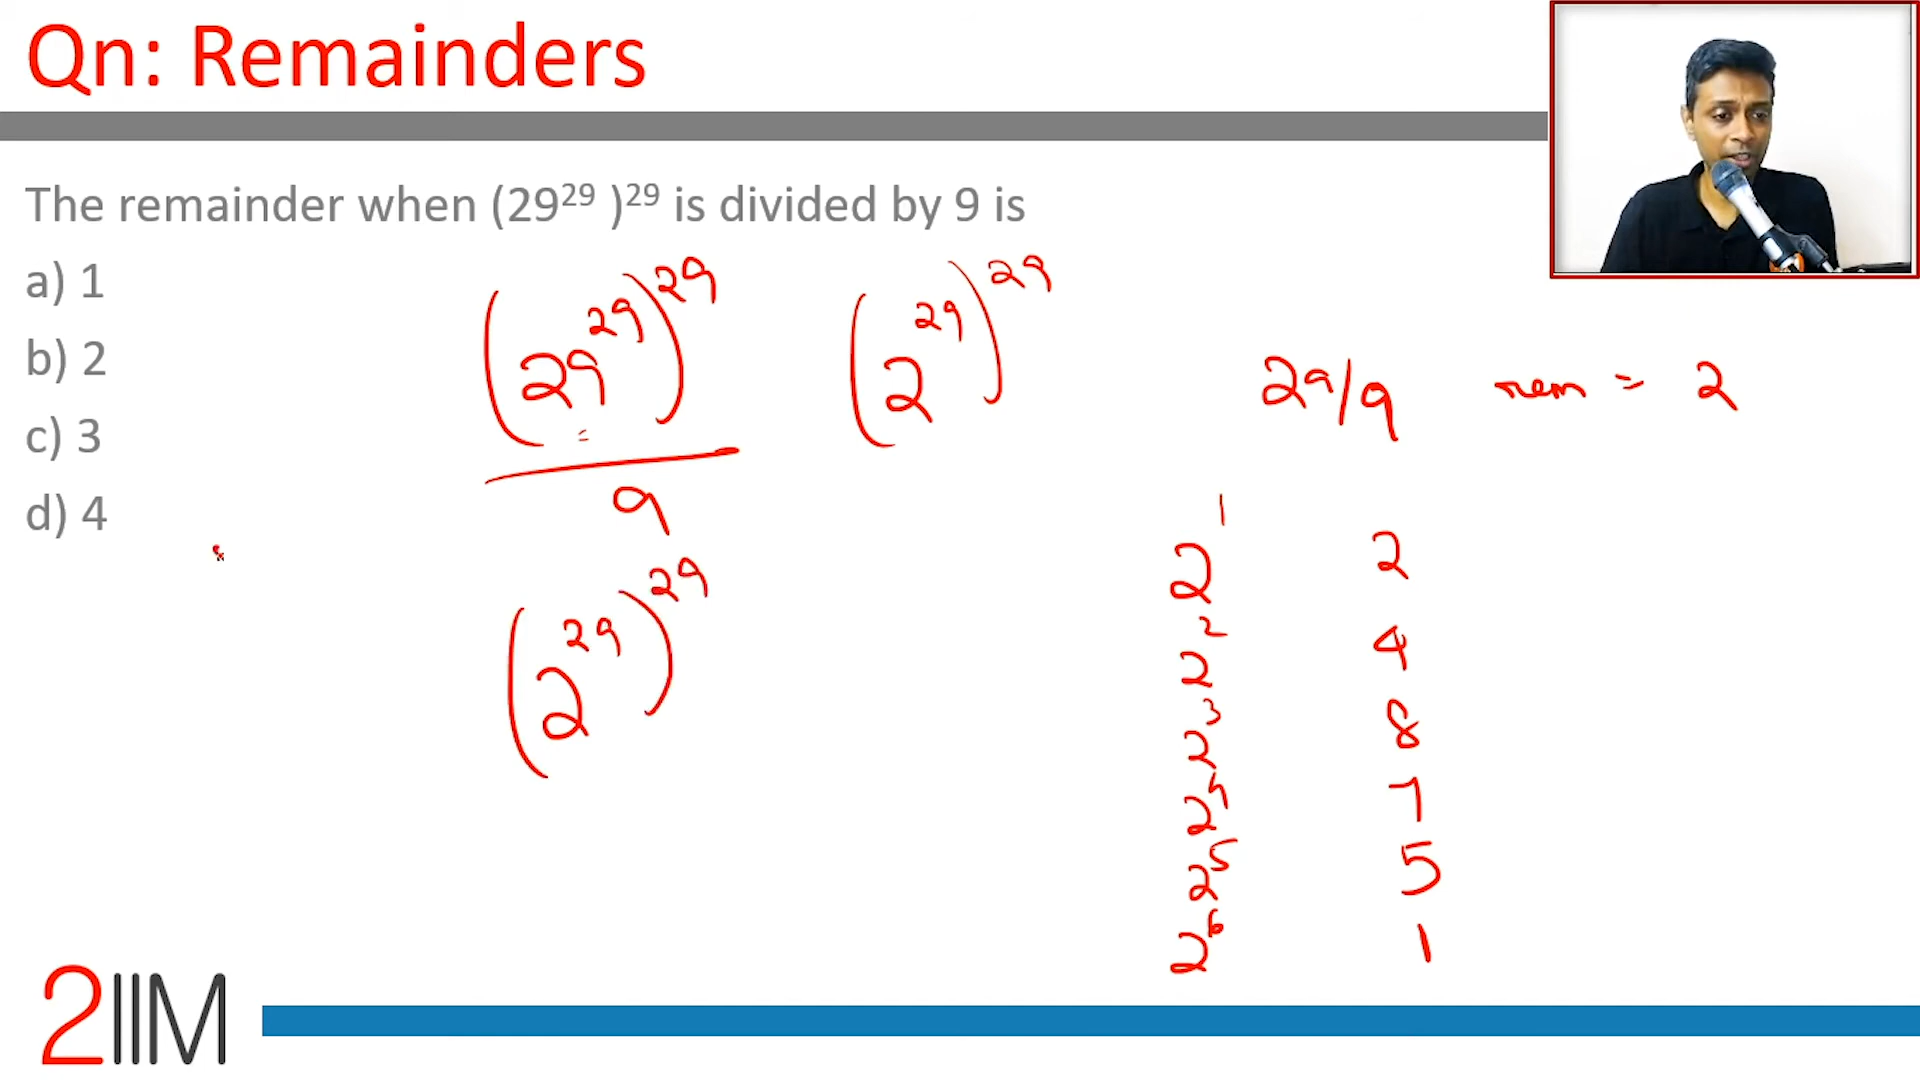 Qn: Remainders
The remainder when (29²⁹ )²⁹ is divided by 9 is
a) 1
b) 2
c) 3
d) 4
(29²⁹)²⁹
9
(2²⁹)²⁹
(2²⁹)²⁹
29/9 rem = 2
2¹ 2
2² 4
2³ 8
2⁴ 7
2⁵ 5
2⁶ 1
2IIM